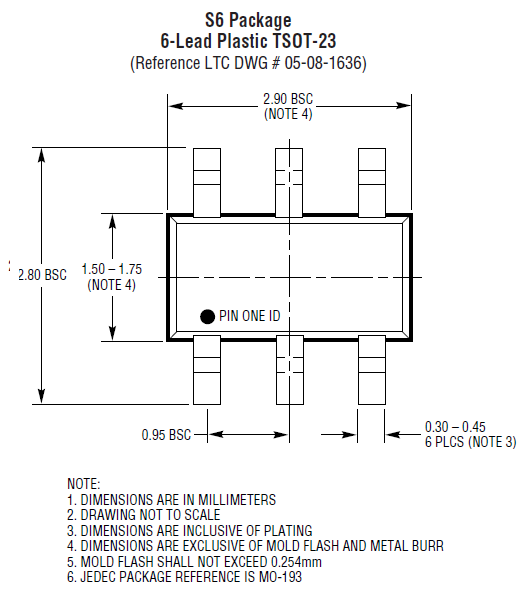 S6 Package
6-Lead Plastic TSOT-23
(Reference LTC DWG # 05-08-1636)
2.90 BSC
(NOTE 4)
2.80 BSC
1.50 – 1.75
(NOTE 4)
PIN ONE ID
0.95 BSC
0.30 – 0.45
6 PLCS (NOTE 3)
NOTE:
1. DIMENSIONS ARE IN MILLIMETERS
2. DRAWING NOT TO SCALE
3. DIMENSIONS ARE INCLUSIVE OF PLATING
4. DIMENSIONS ARE EXCLUSIVE OF MOLD FLASH AND METAL BURR
5. MOLD FLASH SHALL NOT EXCEED 0.254mm
6. JEDEC PACKAGE REFERENCE IS MO-193